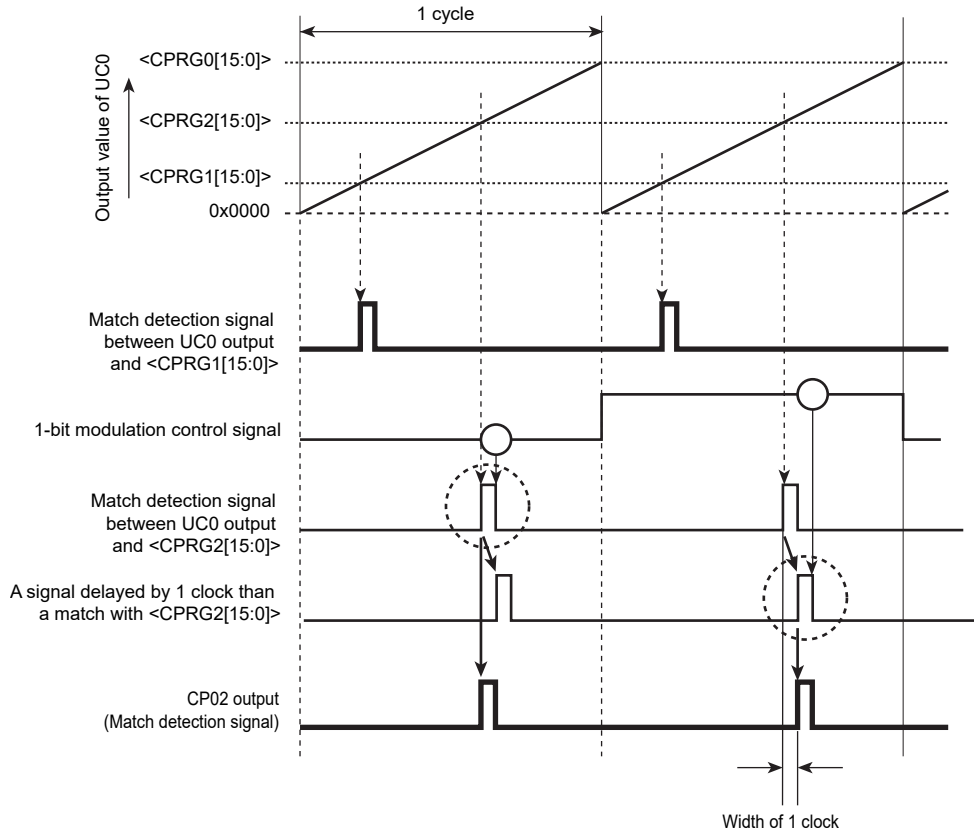 1 cycle
Output value of UC0
<CPRG0[15:0]>
<CPRG2[15:0]>
<CPRG1[15:0]>
0x0000
Match detection signal
between UC0 output
and <CPRG1[15:0]>
1-bit modulation control signal
Match detection signal
between UC0 output
and <CPRG2[15:0]>
A signal delayed by 1 clock than
a match with <CPRG2[15:0]>
CP02 output
(Match detection signal)
Width of 1 clock